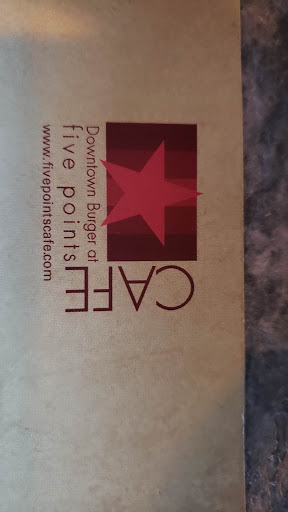 CAFE
Downtown Burger at
five points
www.fivepointscafe.com